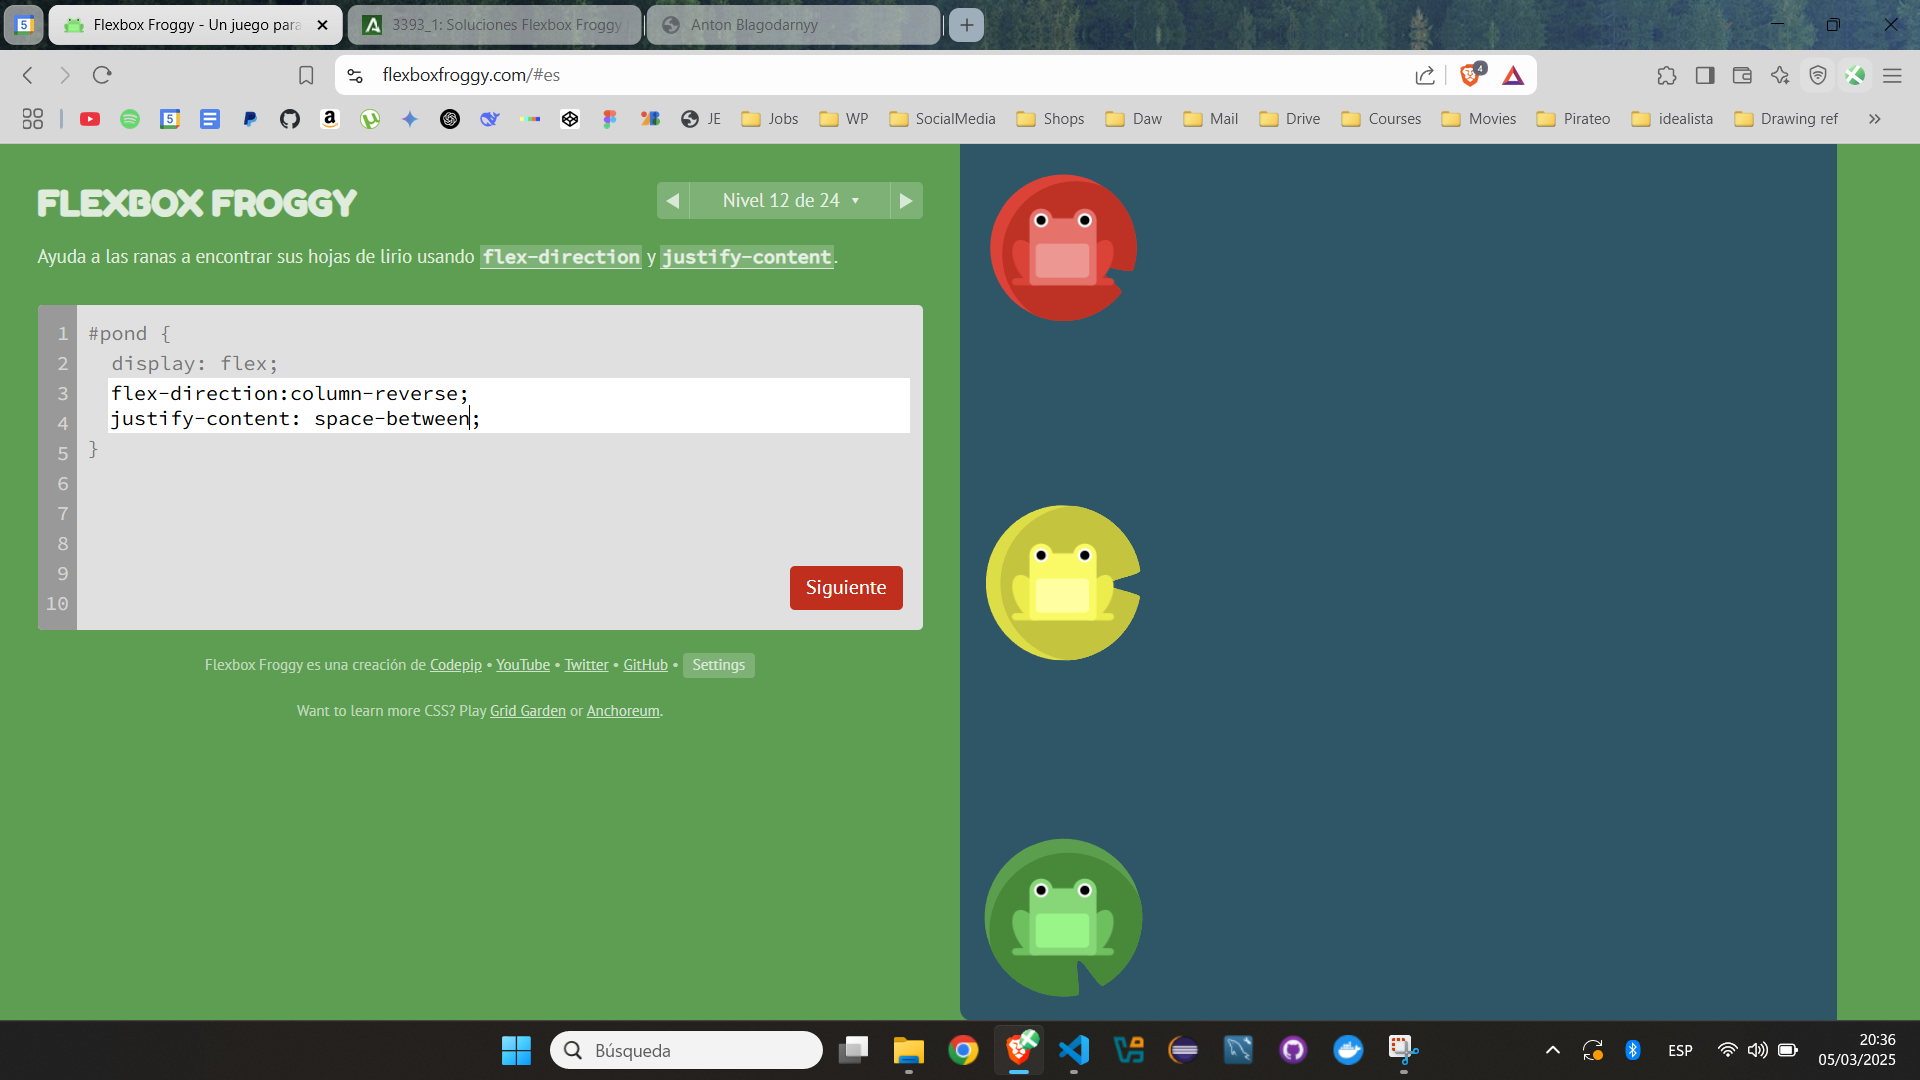 Flexbox Froggy - Un juego para
3393_1: Soluciones Flexbox Froggy
Anton Blagodarnyy
flexboxfroggy.com/#es
4
5
5
JE
Jobs
WP
SocialMedia
Shops
Daw
Mail
Drive
Courses
Movies
Pirateo
idealista
Drawing ref
FLEXBOX FROGGY
Nivel 12 de 24
Ayuda a las ranas a encontrar sus hojas de lirio usando flex-direction y justify-content.
1 #pond {
2 display: flex;
3 flex-direction:column-reverse;
4 justify-content: space-between;
5 }
6
7
8
9
10
Siguiente
Flexbox Froggy es una creación de Codepip • YouTube • Twitter • GitHub • Settings
Want to learn more CSS? Play Grid Garden or Anchoreum.
Búsqueda
ESP
20:36
05/03/2025